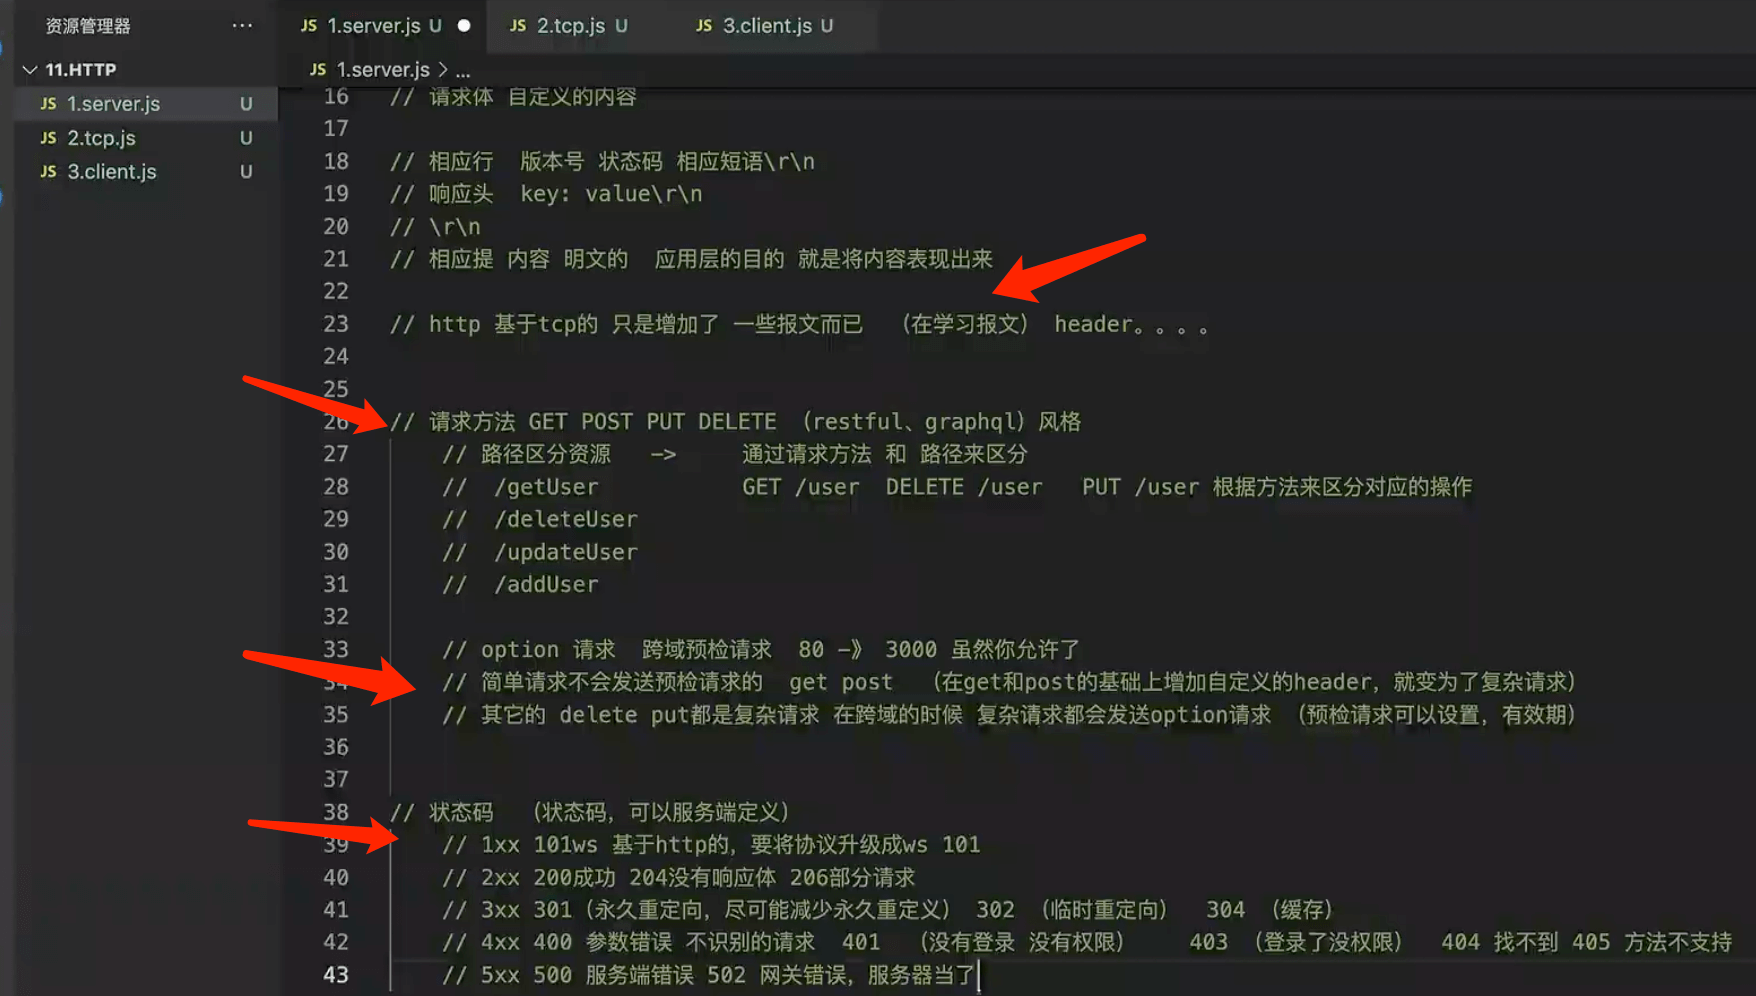 资源管理器 ...
11.HTTP
JS 1.server.js U
JS 2.tcp.js U
JS 3.client.js U
JS 1.server.js U JS 2.tcp.js U JS 3.client.js U
JS 1.server.js > ...
16 // 请求体 自定义的内容
17
18 // 相应行 版本号 状态码 相应短语\r\n
19 // 响应头 key: value\r\n
20 // \r\n
21 // 相应提 内容 明文的 应用层的目的 就是将内容表现出来
22
23 // http 基于tcp的 只是增加了 一些报文而已 （在学习报文） header。。。。
24
25
26 // 请求方法 GET POST PUT DELETE （restful、graphql）风格
27 // 路径区分资源 -> 通过请求方法 和 路径来区分
28 // /getUser GET /user DELETE /user PUT /user 根据方法来区分对应的操作
29 // /deleteUser
30 // /updateUser
31 // /addUser
32
33 // option 请求 跨域预检请求 80 -》 3000 虽然你允许了
34 // 简单请求不会发送预检请求的 get post （在get和post的基础上增加自定义的header，就变为了复杂请求）
35 // 其它的 delete put都是复杂请求 在跨域的时候 复杂请求都会发送option请求 （预检请求可以设置，有效期）
36
37
38 // 状态码 （状态码，可以服务端定义）
39 // 1xx 101ws 基于http的，要将协议升级成ws 101
40 // 2xx 200成功 204没有响应体 206部分请求
41 // 3xx 301（永久重定向，尽可能减少永久重定义） 302 （临时重定向） 304 （缓存）
42 // 4xx 400 参数错误 不识别的请求 401 （没有登录 没有权限） 403 （登录了没权限） 404 找不到 405 方法不支持
43 // 5xx 500 服务端错误 502 网关错误，服务器当了